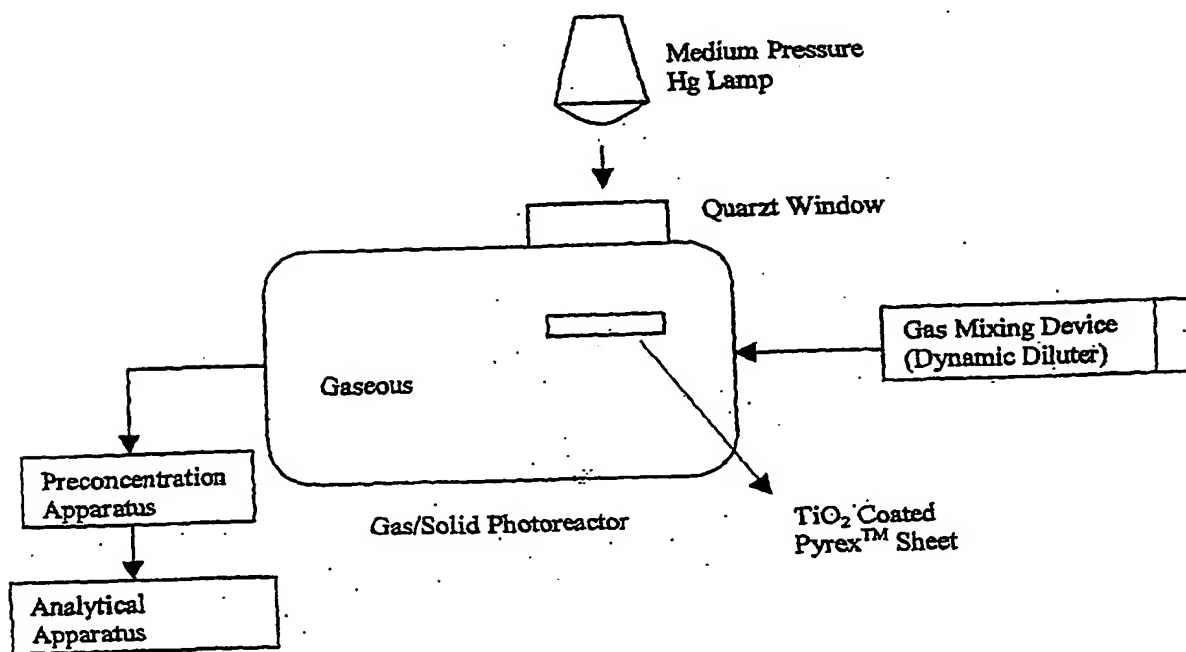 Medium Pressure
Hg Lamp
Quarzt Window
Gas Mixing Device
(Dynamic Diluter)
Gaseous
Preconcentration
Apparatus
Gas/Solid Photoreactor
TiO₂ Coated
Pyrex™ Sheet
Analytical
Apparatus